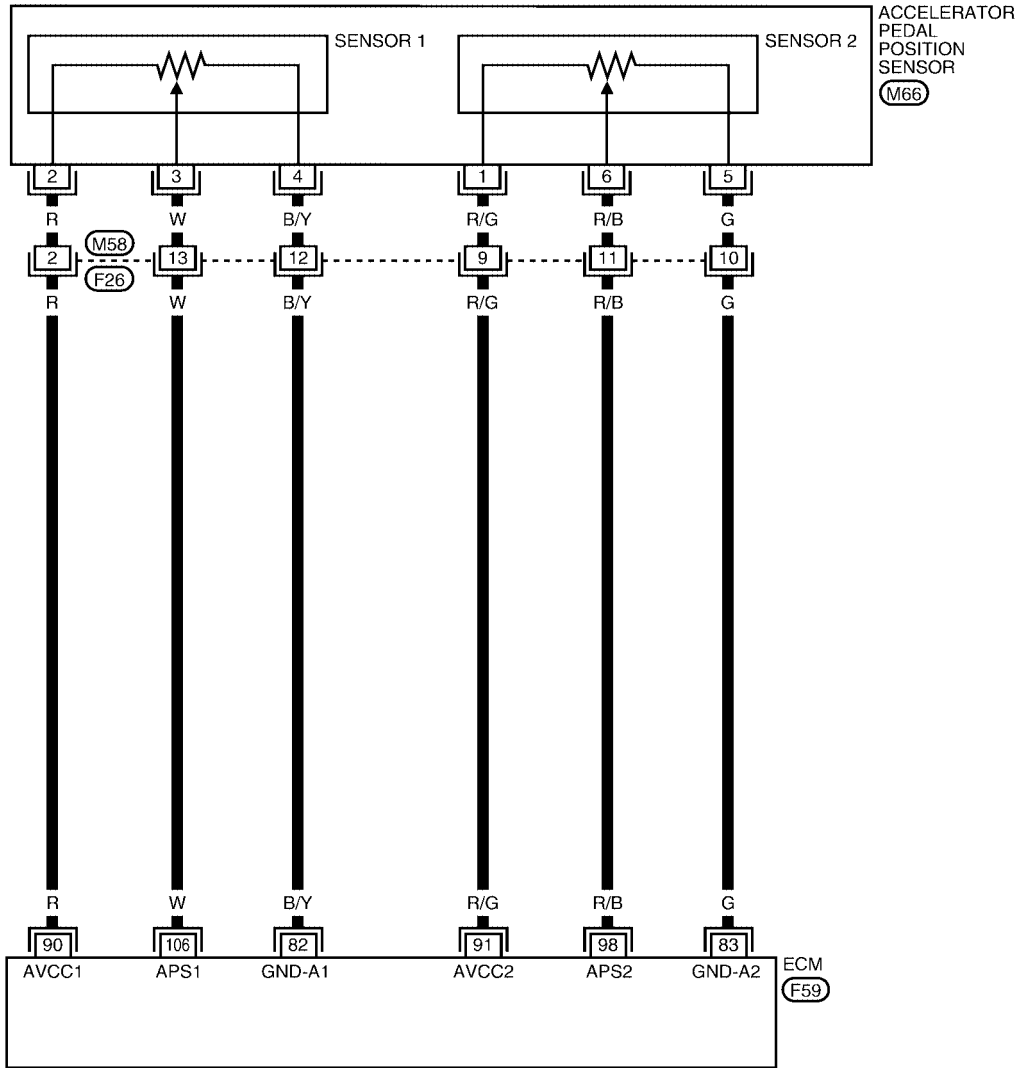 ACCELERATOR
PEDAL
POSITION
SENSOR
M66
SENSOR 1
SENSOR 2
2 3 4 1 6 5
R W B/Y R/G R/B G
M58
2 13 12 9 11 10
F26
R W B/Y R/G R/B G
R W B/Y R/G R/B G
90 106 82 91 98 83
AVCC1 APS1 GND-A1 AVCC2 APS2 GND-A2
ECM
F59